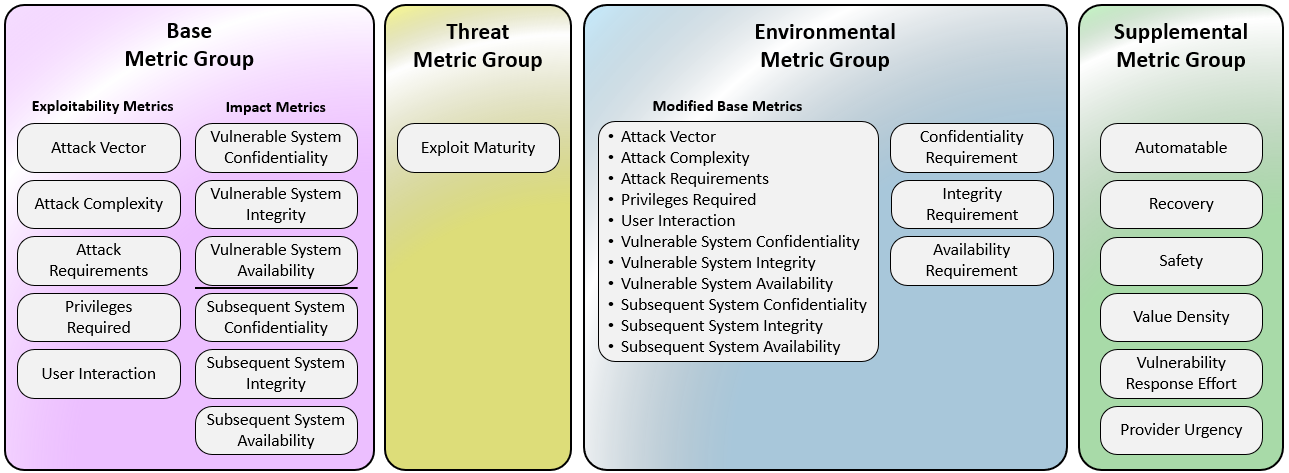 Base
Metric Group
Exploitability Metrics
Attack Vector
Attack Complexity
Attack
Requirements
Privileges
Required
User Interaction
Impact Metrics
Vulnerable System
Confidentiality
Vulnerable System
Integrity
Vulnerable System
Availability
Subsequent System
Confidentiality
Subsequent System
Integrity
Subsequent System
Availability
Threat
Metric Group
Exploit Maturity
Environmental
Metric Group
Modified Base Metrics
• Attack Vector
• Attack Complexity
• Attack Requirements
• Privileges Required
• User Interaction
• Vulnerable System Confidentiality
• Vulnerable System Integrity
• Vulnerable System Availability
• Subsequent System Confidentiality
• Subsequent System Integrity
• Subsequent System Availability
Confidentiality
Requirement
Integrity
Requirement
Availability
Requirement
Supplemental
Metric Group
Automatable
Recovery
Safety
Value Density
Vulnerability
Response Effort
Provider Urgency